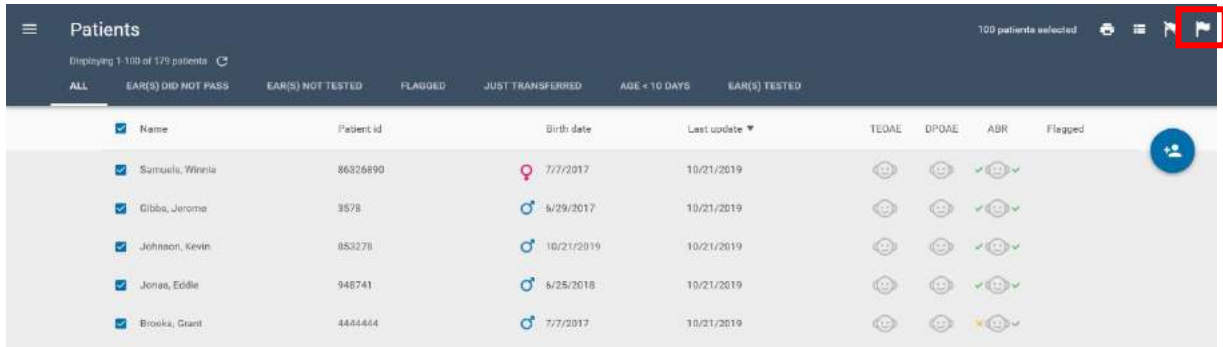 Patients
100 patients selected
Displaying 1-100 of 179 patients
ALL EAR(S) DID NOT PASS EAR(S) NOT TESTED FLAGGED JUST TRANSFERRED AGE < 10 DAYS EAR(S) TESTED
Name Patient id Birth date Last update ▼ TEOAE DPOAE ABR Flagged
Samuels, Winnie 86326890 7/7/2017 10/21/2019
Gibbs, Jerome 3578 6/29/2017 10/21/2019
Johnson, Kevin 853278 10/21/2019 10/21/2019
Jones, Eddie 948741 6/25/2018 10/21/2019
Brooks, Grant 4444444 7/7/2017 10/21/2019